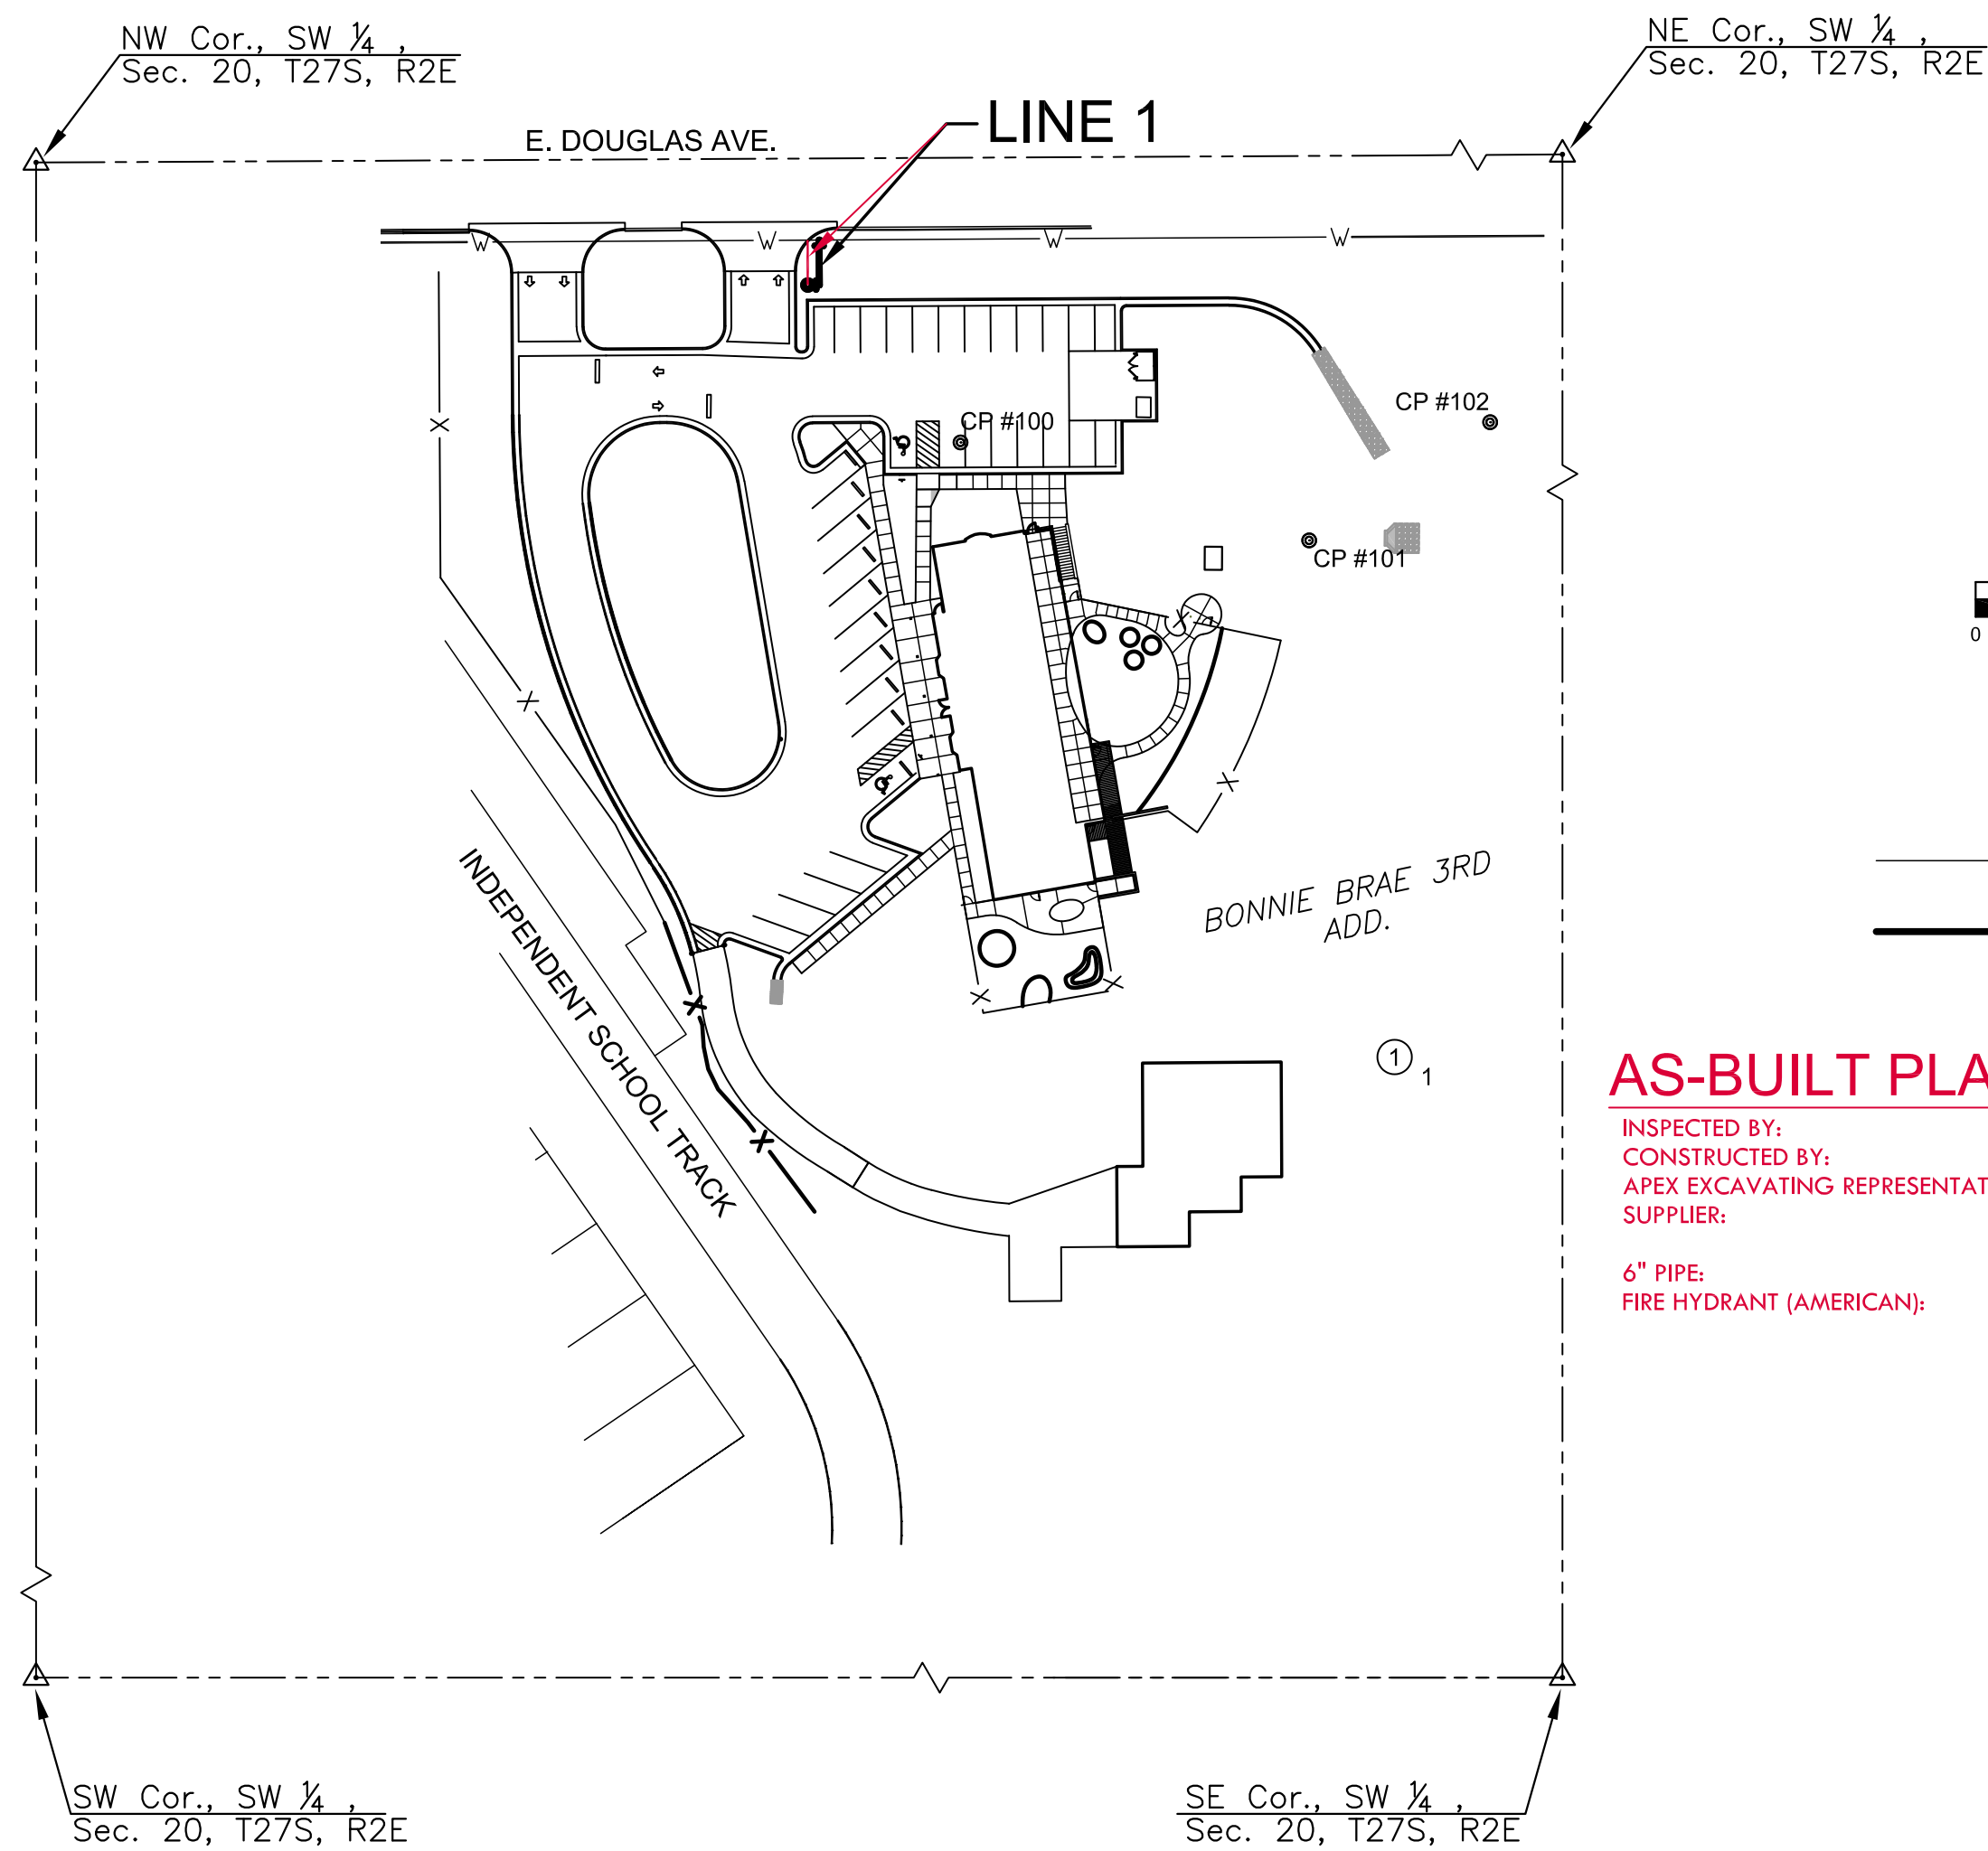 NW Cor., SW ¼ ,
Sec. 20, T27S, R2E
NE Cor., SW ¼ ,
Sec. 20, T27S, R2E
LINE 1
E. DOUGLAS AVE.
W
W
W
W
X
CP #100
CP #102
CP #101
0
X
X
X
INDEPENDENT SCHOOL TRACK
BONNIE BRAE 3RD
ADD.
X
X
X
X
1
1
AS-BUILT PLA
INSPECTED BY:
CONSTRUCTED BY:
APEX EXCAVATING REPRESENTAT
SUPPLIER:
6" PIPE:
FIRE HYDRANT (AMERICAN):
SW Cor., SW ¼ ,
Sec. 20, T27S, R2E
SE Cor., SW ¼ ,
Sec. 20, T27S, R2E